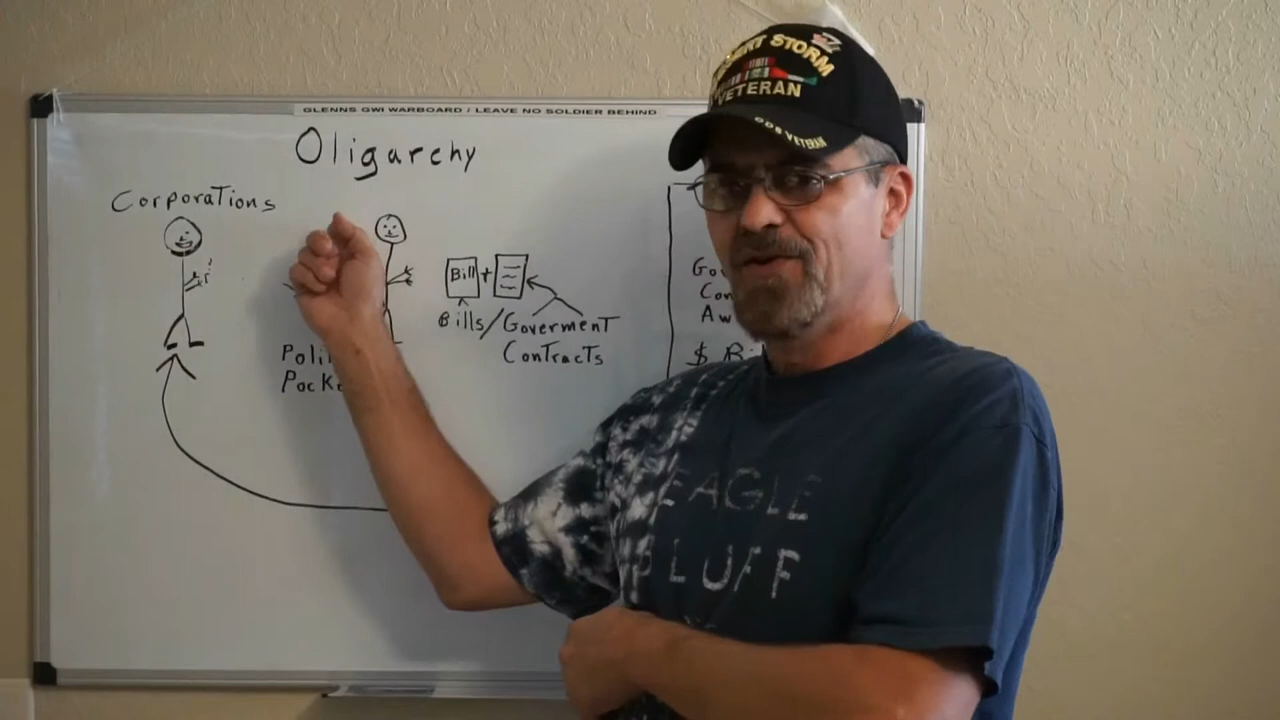 GLENNS GWI WARBOARD / LEAVE NO SOLDIER BEHIND
Oligarchy
Corporations
Bill +
Bills/Goverment
Contracts
$
STORM
VETERAN
ODS VETERAN
EAGLE
BLUFF